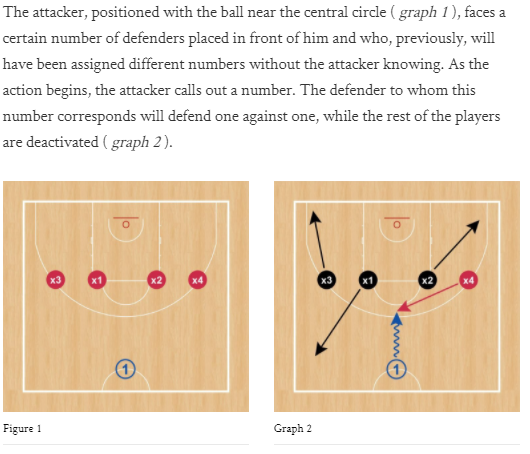 The attacker, positioned with the ball near the central circle ( graph 1 ), faces a
certain number of defenders placed in front of him and who, previously, will
have been assigned different numbers without the attacker knowing. As the
action begins, the attacker calls out a number. The defender to whom this
number corresponds will defend one against one, while the rest of the players
are deactivated ( graph 2 ).
x3 x1 x2 x4
1
x3 x1 x2 x4
1
Figure 1
Graph 2